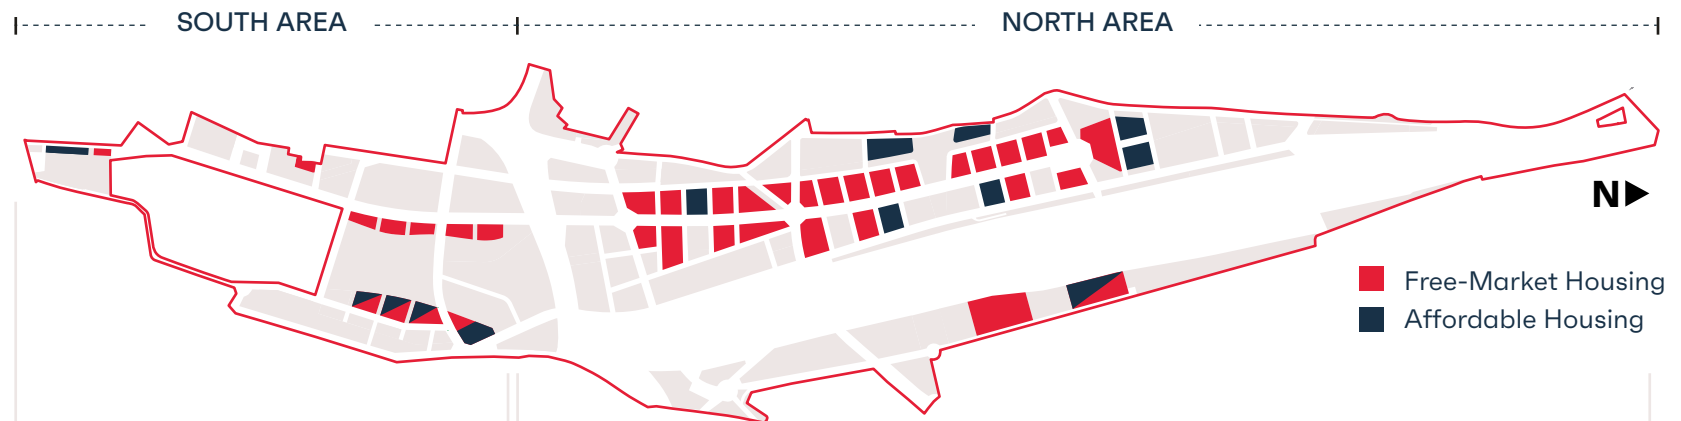 SOUTH AREA
NORTH AREA
N
Free-Market Housing
Affordable Housing